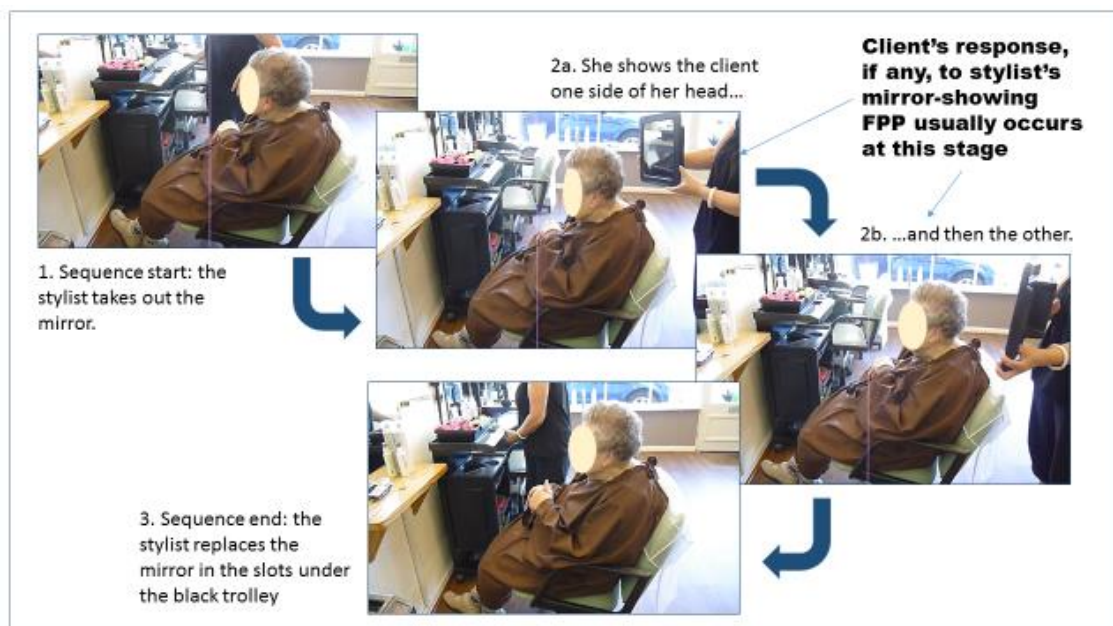 1. Sequence start: the
stylist takes out the
mirror.
2a. She shows the client
one side of her head...
Client's response,
if any, to stylist's
mirror-showing
FPP usually occurs
at this stage
2b. ...and then the other.
3. Sequence end: the
stylist replaces the
mirror in the slots under
the black trolley